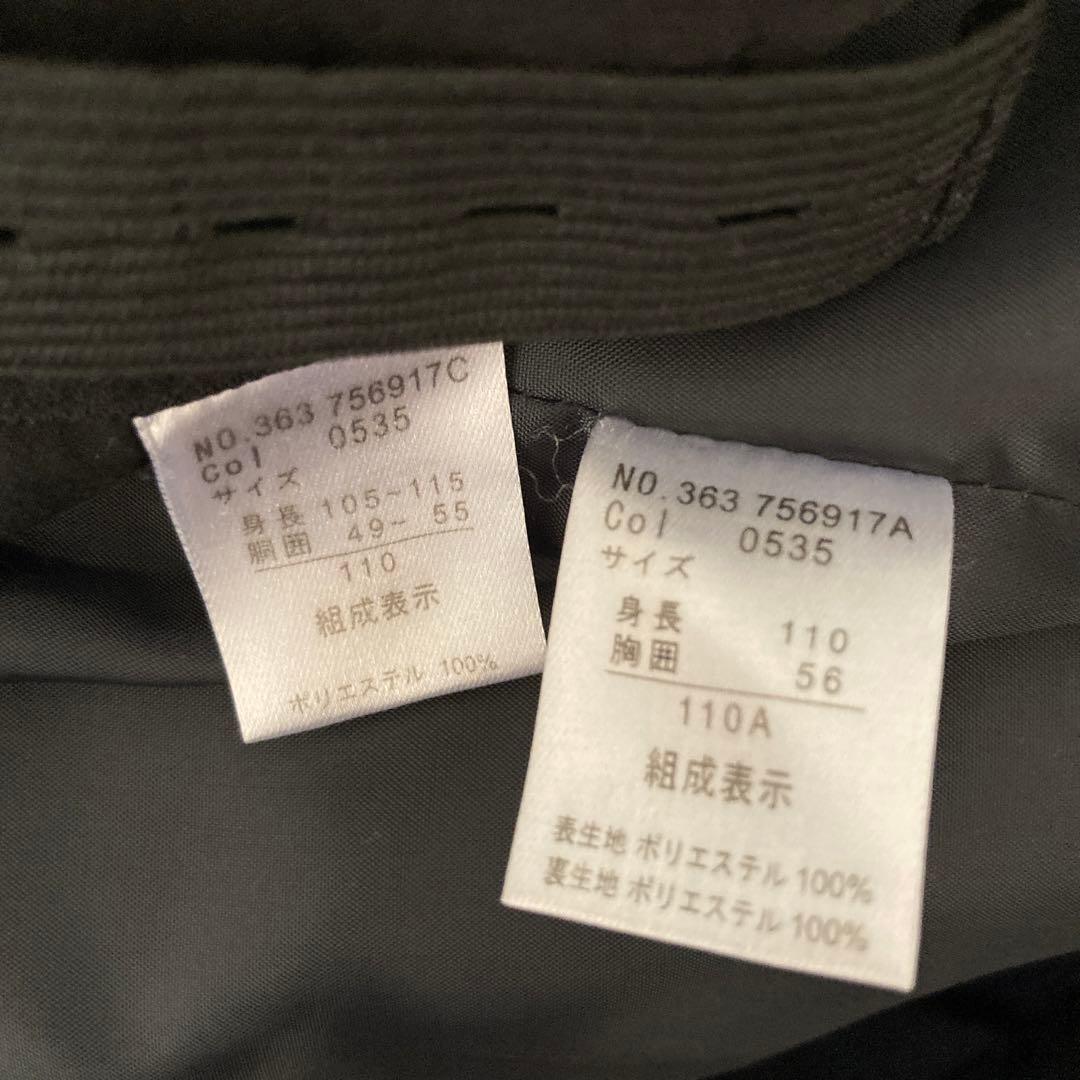 NO.363 756917C
Col 0535
サイズ
身長 105~115
胴囲 49~ 55
110
組成表示
ポリエステル 100%
NO.363 756917A
Col 0535
サイズ
身長 110
胸囲 56
110A
組成表示
表生地 ポリエステル 100%
裏生地 ポリエステル 100%